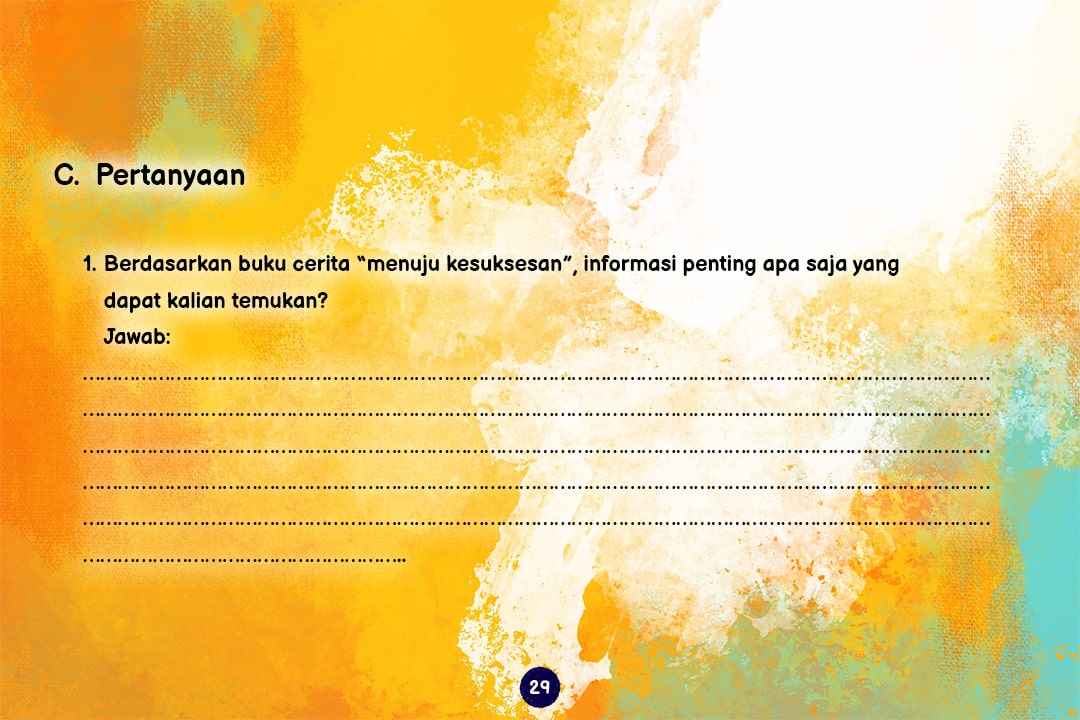 C. Pertanyaan
1. Berdasarkan buku cerita “menuju kesuksesan”, informasi penting apa saja yang
dapat kalian temukan?
Jawab:
..............................................................................................................................
..............................................................................................................................
..............................................................................................................................
..............................................................................................................................
..............................................................................................................................
.....................................................
29